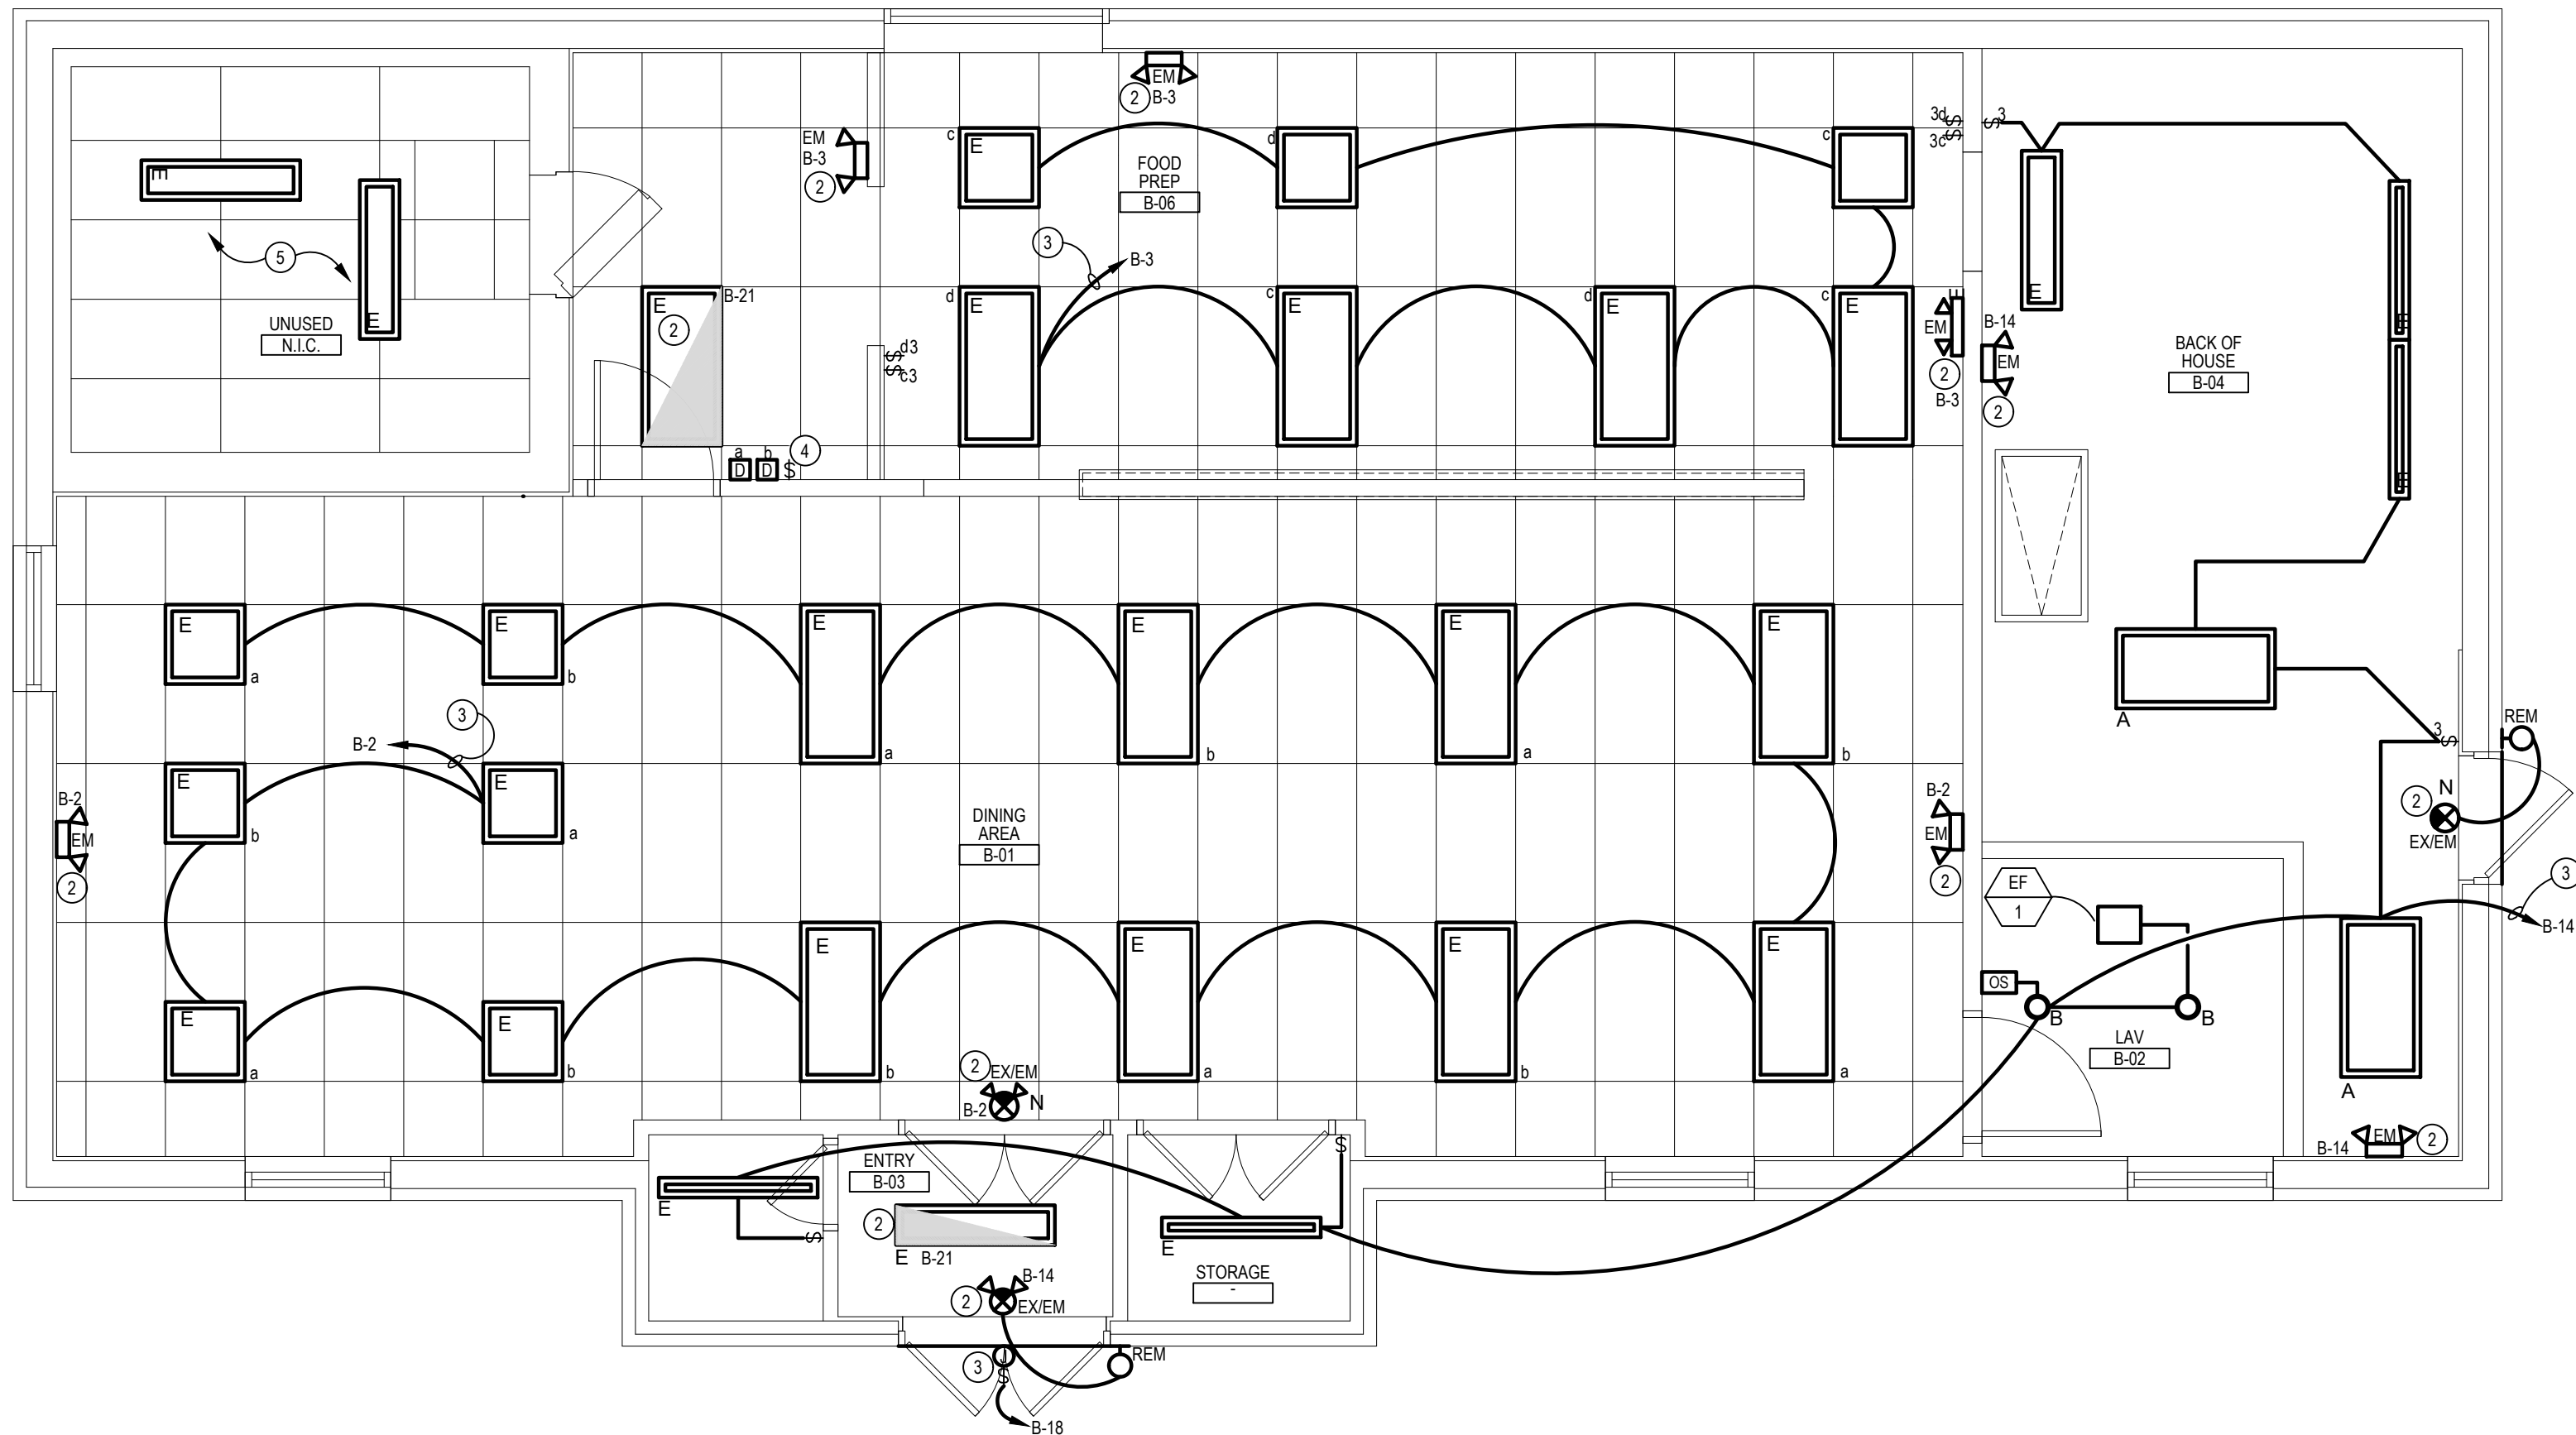 EM
2
B-3
EM
B-3
2
c
E
d
c
FOOD
PREP
B-06
3d
$
$
3c
3
$
E
E
5
UNUSED
N.I.C.
3
B-3
E
B-21
2
d
E
c
E
d
E
c
E
$
d3
$
c3
E
EM
2
B-3
B-14
EM
2
E
E
E
BACK OF
HOUSE
B-04
a
b
D
D
$
4
E
a
E
b
E
a
E
b
E
a
E
b
3
B-2
E
b
E
a
B-2
EM
2
DINING
AREA
B-01
B-2
EM
2
A
3
$
REM
N
2
EX/EM
3
B-14
EF
1
OS
B
B
LAV
B-02
A
E
a
E
b
E
b
E
a
E
b
E
a
2
EX/EM
B-2
N
B-14
EM
2
ENTRY
B-03
$
E
$
2
E
B-21
E
STORAGE
-
B-14
2
EX/EM
3
J
$
REM
B-18